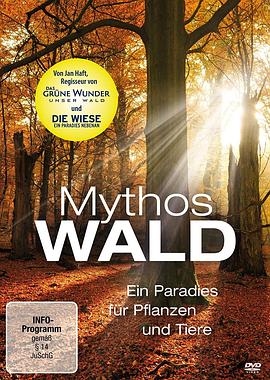 Von Jan Haft,
Regisseur von
DAS
GRÜNE WUNDER
UNSER WALD
und
DIE WIESE
EIN PARADIES NEBENAN
Mythos
WALD
Ein Paradies
für Pflanzen
und Tiere
INFO-
Programm
gemäß
§ 14
JuSchG
DVD
VIDEO